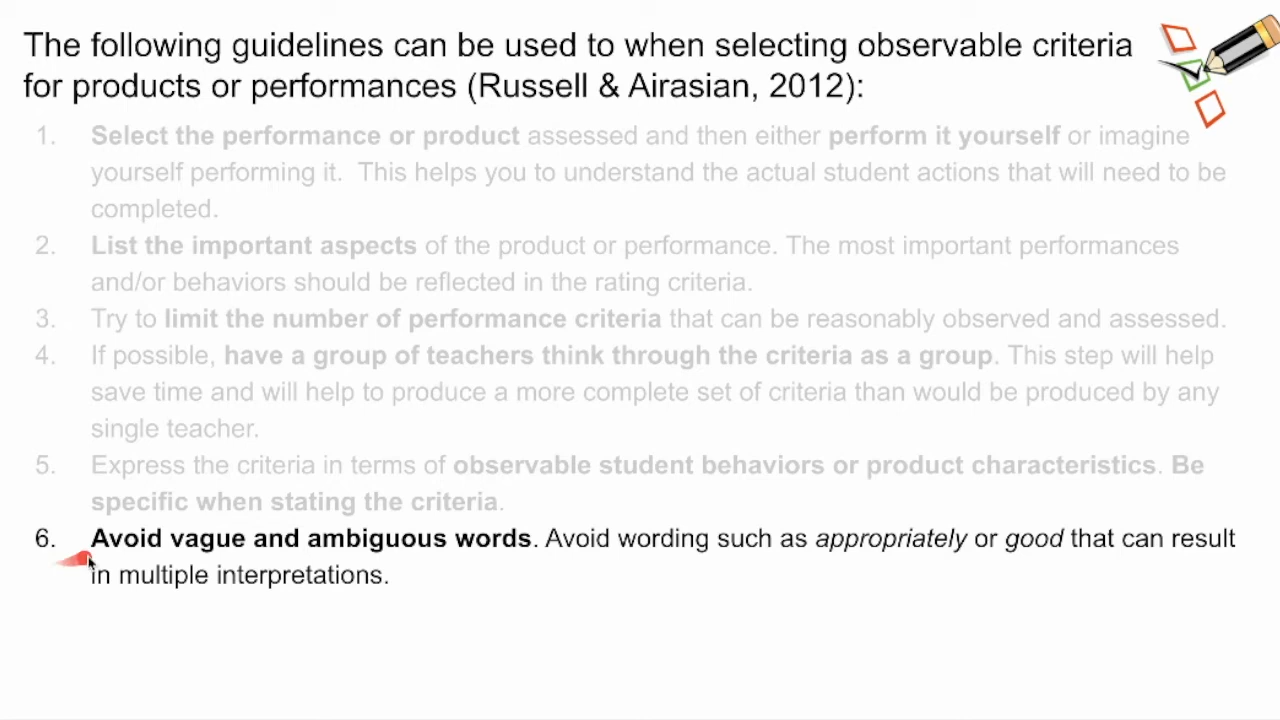 The following guidelines can be used to when selecting observable criteria
for products or performances (Russell & Airasian, 2012):
1. Select the performance or product assessed and then either perform it yourself or imagine
yourself performing it. This helps you to understand the actual student actions that will need to be
completed.
2. List the important aspects of the product or performance. The most important performances
and/or behaviors should be reflected in the rating criteria.
3. Try to limit the number of performance criteria that can be reasonably observed and assessed.
4. If possible, have a group of teachers think through the criteria as a group. This step will help
save time and will help to produce a more complete set of criteria than would be produced by any
single teacher.
5. Express the criteria in terms of observable student behaviors or product characteristics. Be
specific when stating the criteria.
6. Avoid vague and ambiguous words. Avoid wording such as appropriately or good that can result
in multiple interpretations.